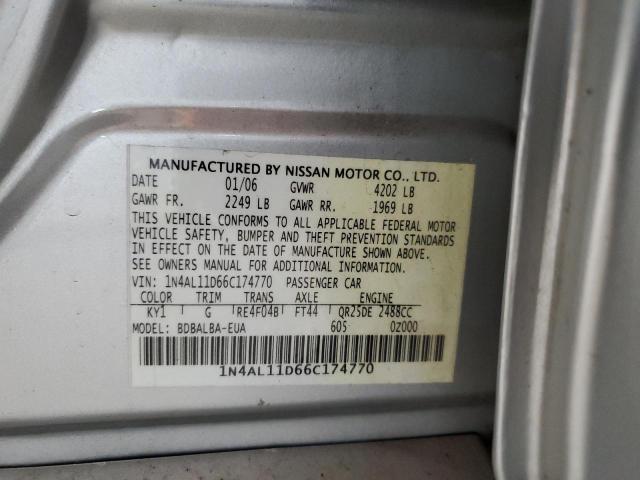 MANUFACTURED BY NISSAN MOTOR CO., LTD.
DATE 01/06 GVWR 4202 LB
GAWR FR. 2249 LB GAWR RR. 1969 LB
THIS VEHICLE CONFORMS TO ALL APPLICABLE FEDERAL MOTOR
VEHICLE SAFETY, BUMPER AND THEFT PREVENTION STANDARDS
IN EFFECT ON THE DATE OF MANUFACTURE SHOWN ABOVE.
SEE OWNERS MANUAL FOR ADDITIONAL INFORMATION.
VIN: 1N4AL11D66C174770 PASSENGER CAR
COLOR TRIM TRANS AXLE ENGINE
KY1 G RE4F04B FT44 QR25DE 2488CC
MODEL: BDBALBA-EUA 605 0Z000
1N4AL11D66C174770